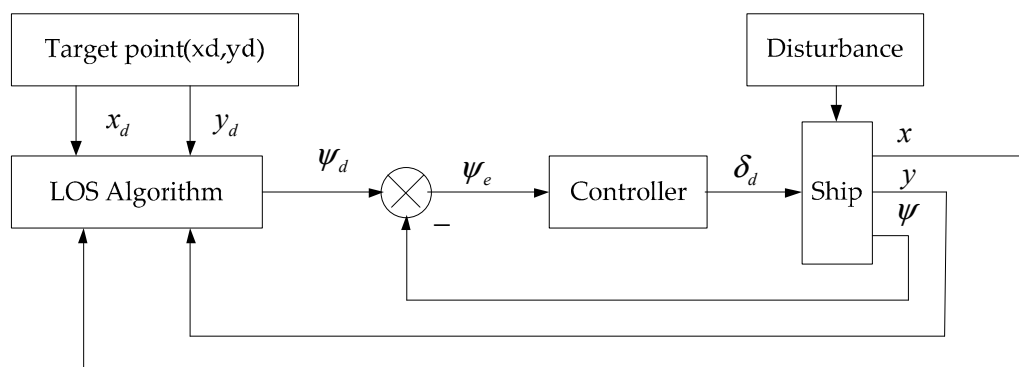 Target point(xd,yd)
Disturbance
x_d
y_d
x
LOS Algorithm
ψ_d
ψ_e
Controller
δ_d
Ship
y
ψ
−